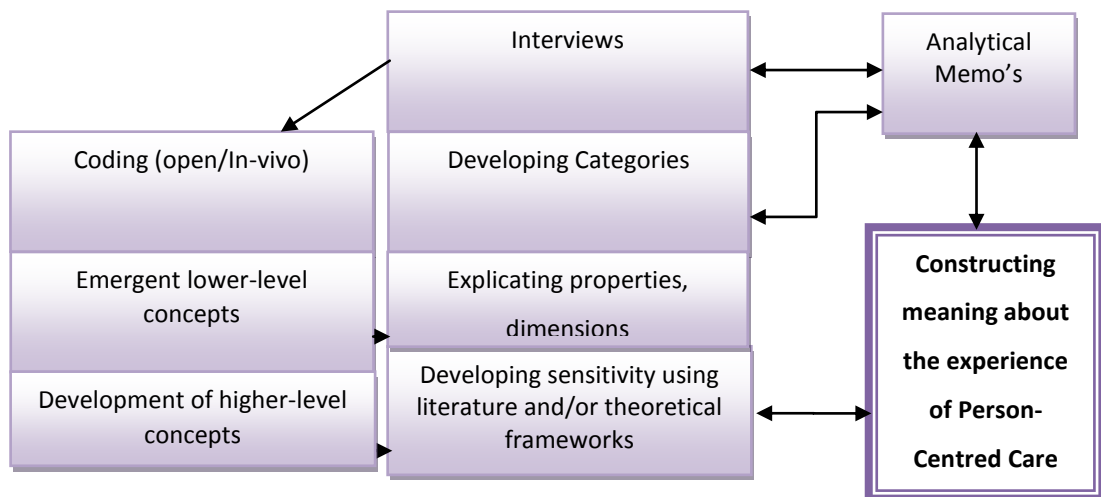 Interviews
Analytical
Memo's
Coding (open/In-vivo)
Developing Categories
Emergent lower-level
concepts
Explicating properties,
dimensions
Development of higher-level
concepts
Developing sensitivity using
literature and/or theoretical
frameworks
Constructing
meaning about
the experience
of Person-
Centred Care